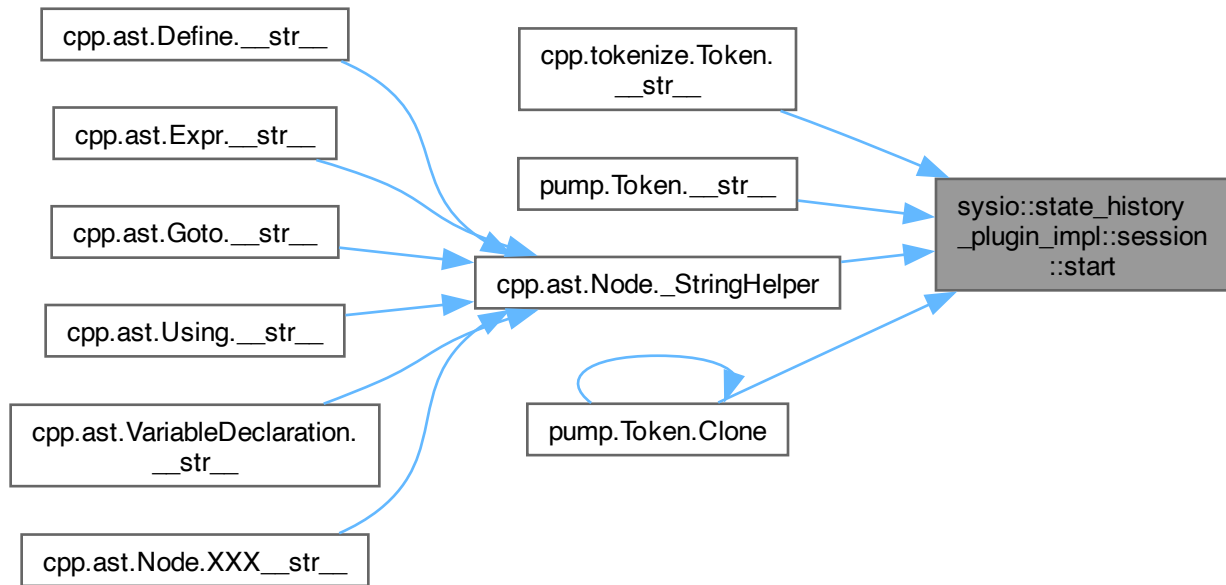 cpp.ast.Define.__str__
cpp.ast.Expr.__str__
cpp.ast.Goto.__str__
cpp.ast.Using.__str__
cpp.ast.VariableDeclaration.
__str__
cpp.ast.Node.XXX__str__
cpp.tokenize.Token.
__str__
pump.Token.__str__
cpp.ast.Node._StringHelper
pump.Token.Clone
sysio::state_history
_plugin_impl::session
::start